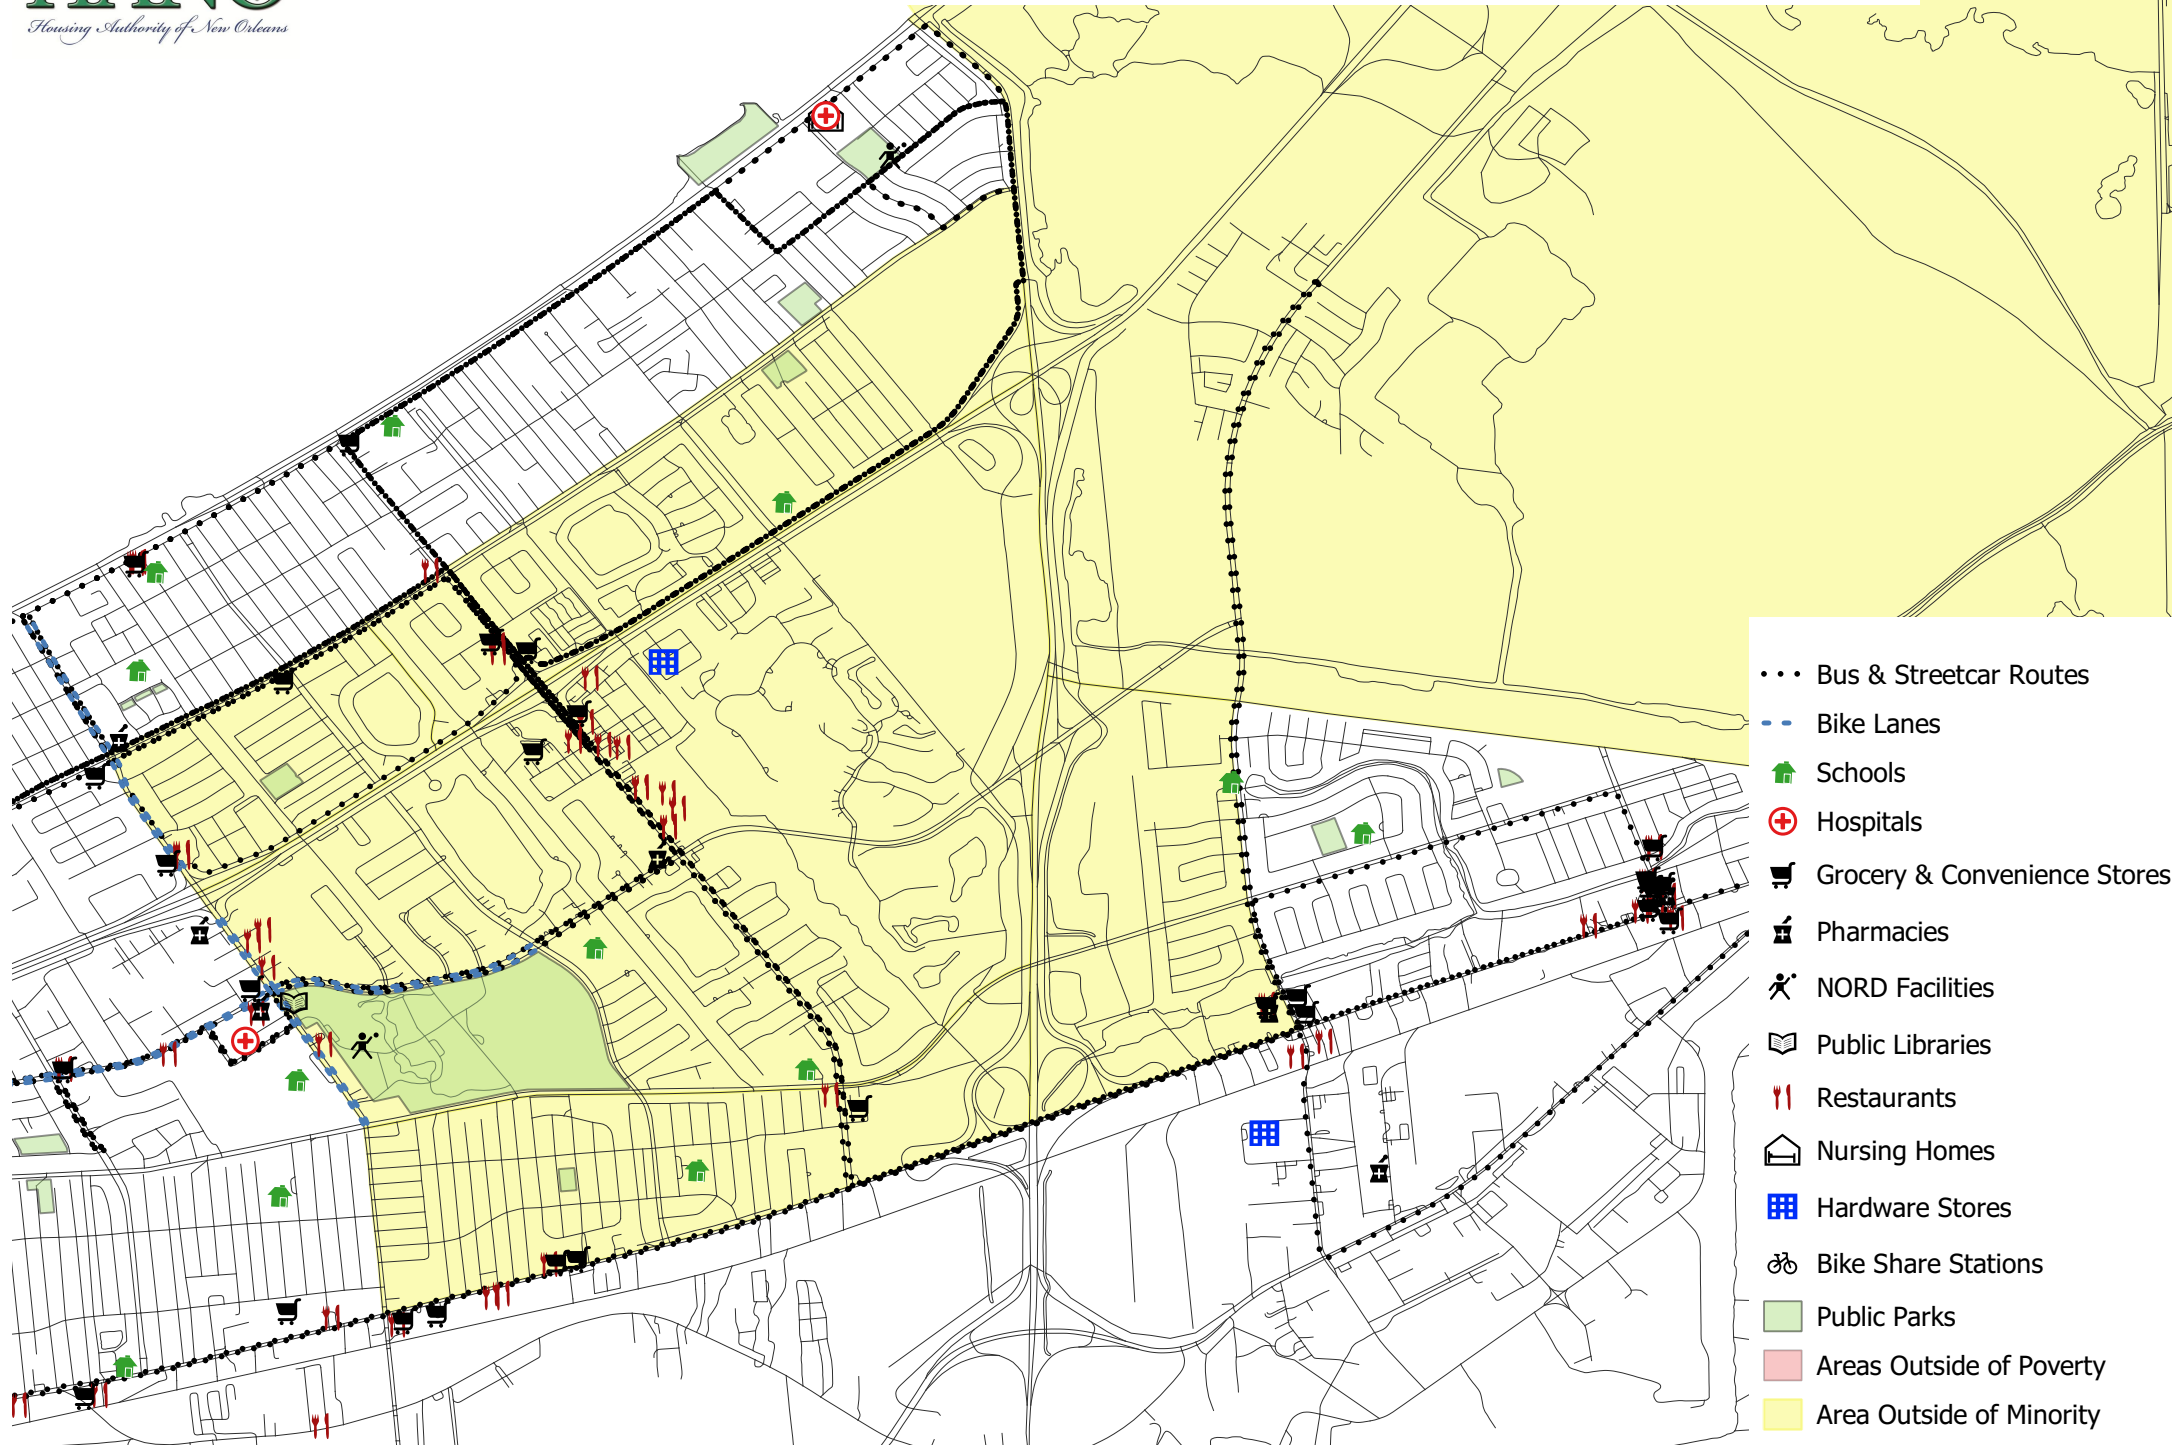 HANO
Housing Authority of New Orleans
Bus & Streetcar Routes
Bike Lanes
Schools
Hospitals
Grocery & Convenience Stores
Pharmacies
NORD Facilities
Public Libraries
Restaurants
Nursing Homes
Hardware Stores
Bike Share Stations
Public Parks
Areas Outside of Poverty
Area Outside of Minority